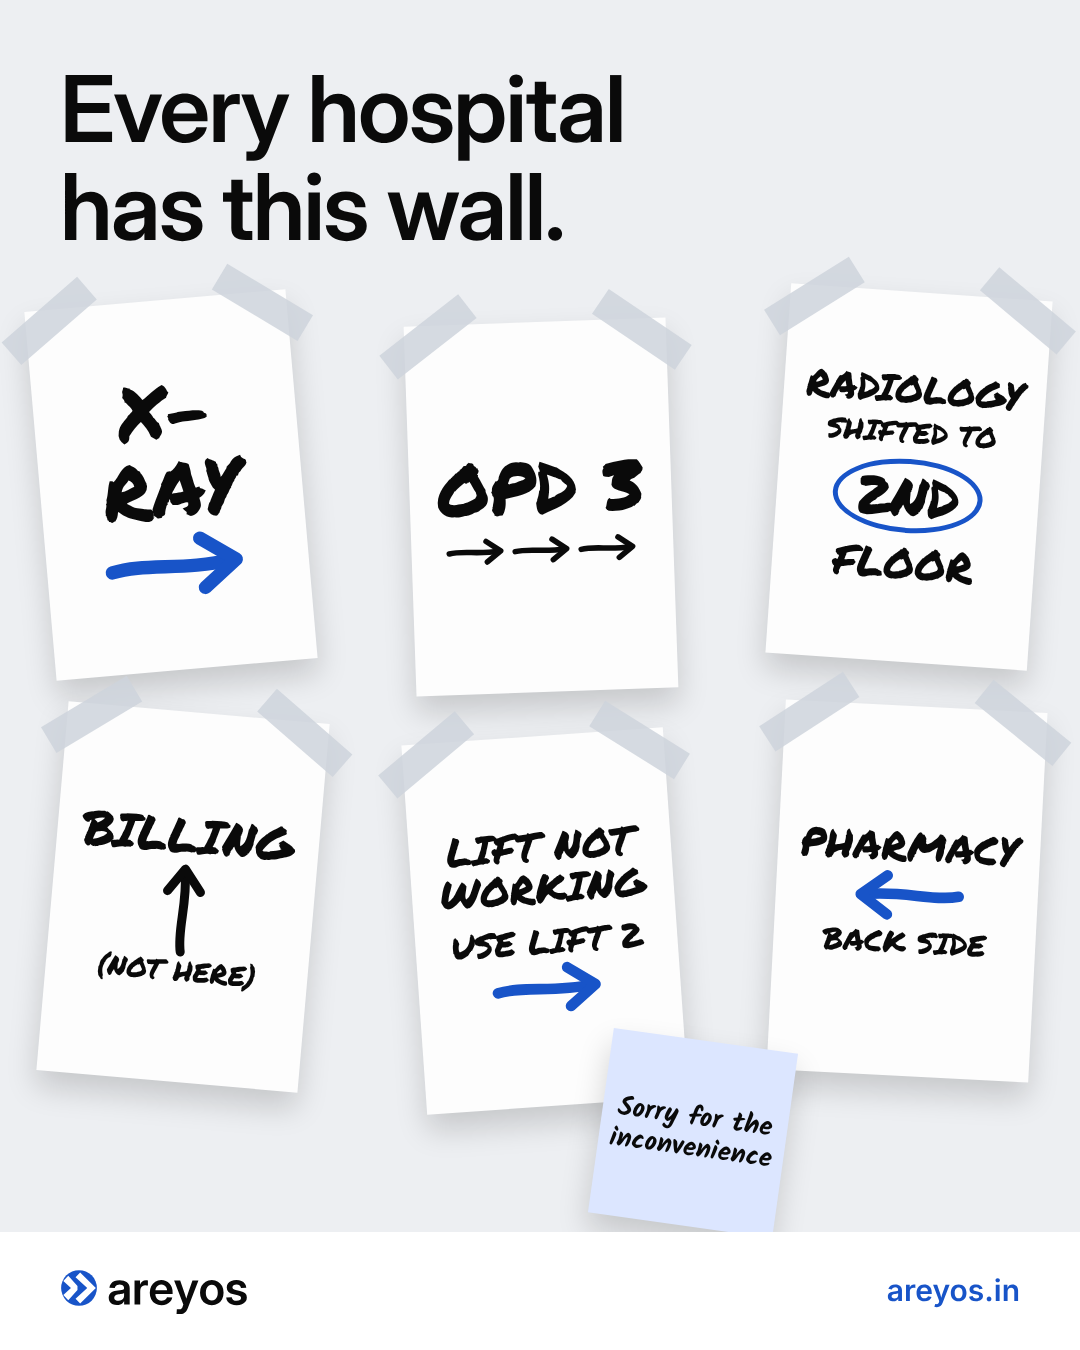 Every hospital
has this wall.
X-
RAY
OPD 3
RADIOLOGY
SHIFTED TO
2ND
FLOOR
BILLING
(NOT HERE)
LIFT NOT
WORKING
USE LIFT 2
PHARMACY
BACK SIDE
Sorry for the
inconvenience
areyos
areyos.in